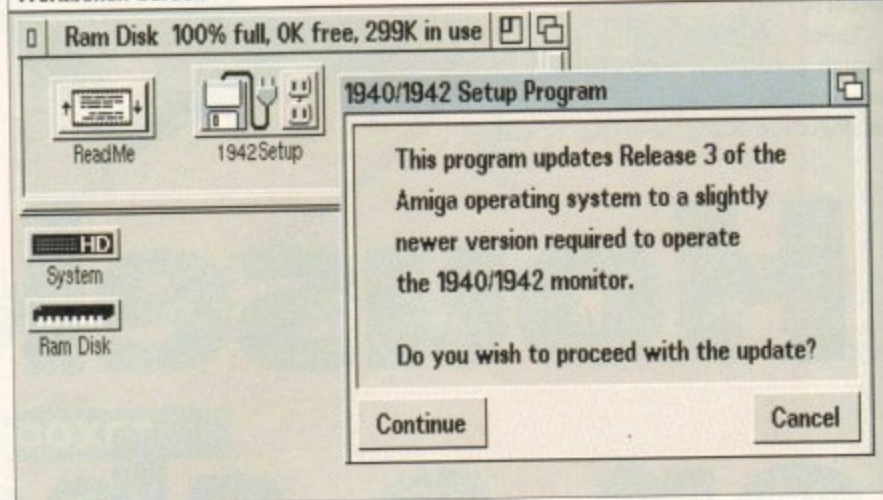 Ram Disk 100% full, 0K free, 299K in use
ReadMe
1942Setup
System
Ram Disk
HD
1940/1942 Setup Program
This program updates Release 3 of the
Amiga operating system to a slightly
newer version required to operate
the 1940/1942 monitor.
Do you wish to proceed with the update?
Continue
Cancel